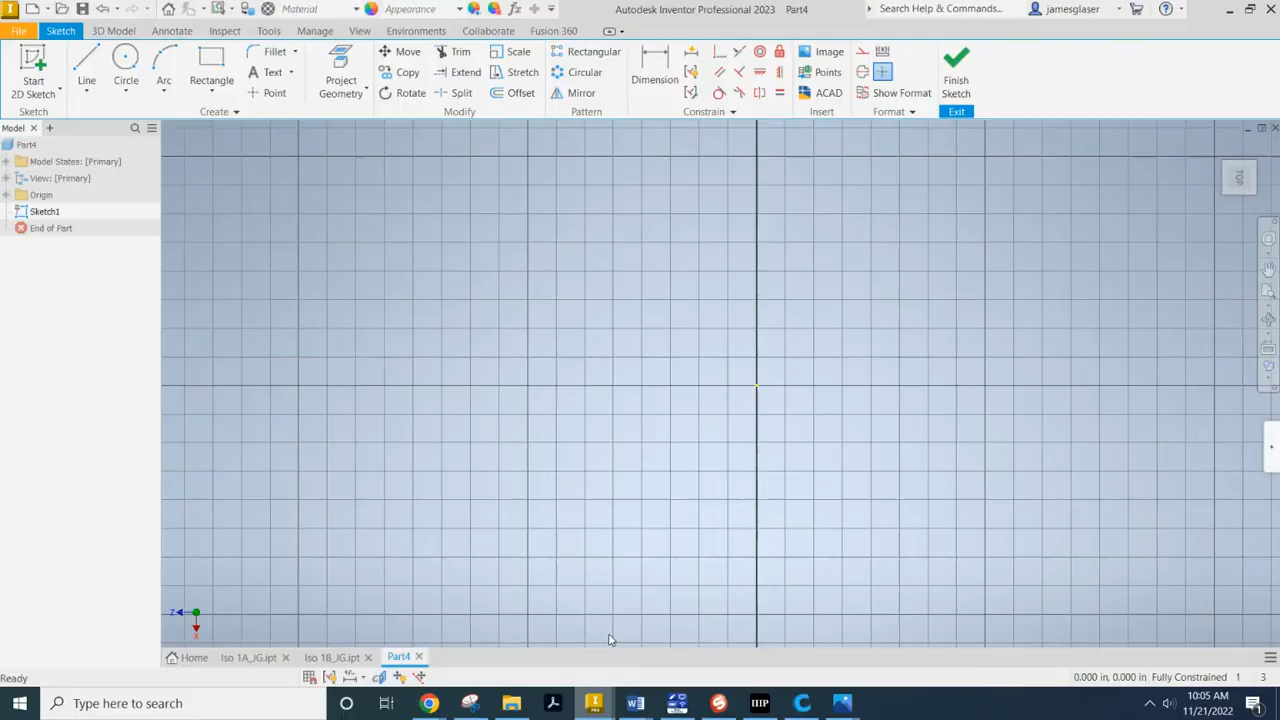 Material
Appearance
Autodesk Inventor Professional 2023 Part4
Search Help & Commands...
jamesglaser
File Sketch 3D Model Annotate Inspect Tools Manage View Environments Collaborate Fusion 360
Start
2D Sketch
Line
Circle
Arc
Rectangle
Fillet
Text
Point
Project
Geometry
Move
Copy
Rotate
Trim
Extend
Split
Scale
Stretch
Offset
Rectangular
Circular
Mirror
Dimension
Image
Points
ACAD
Show Format
Finish
Sketch
Sketch Create Modify Pattern Constrain Insert Format Exit
Model
Part4
Model States: [Primary]
View: [Primary]
Origin
Sketch1
End of Part
TOP
Z
X
Home Iso 1A_JG.ipt Iso 1B_JG.ipt Part4
Ready
0.000 in, 0.000 in Fully Constrained 1 3
Type here to search
10:05 AM
11/21/2022